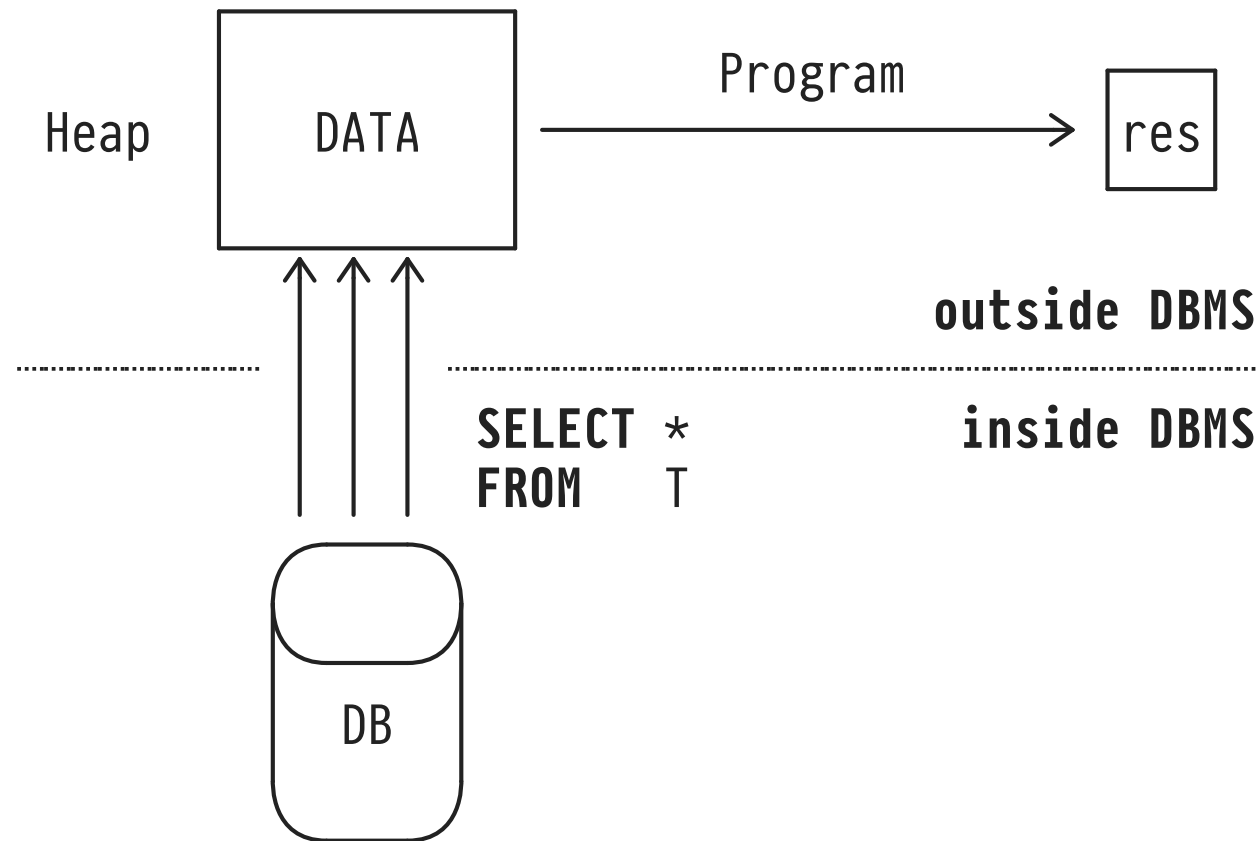 Program
Heap
DATA
res
outside DBMS
SELECT *
FROM T
inside DBMS
DB